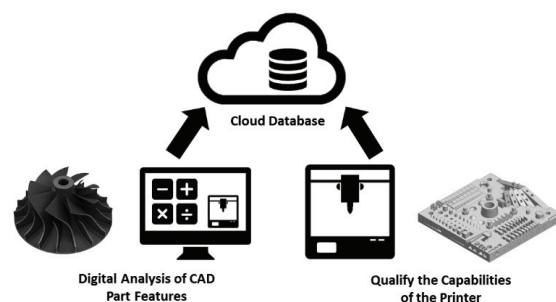 Cloud Database
Digital Analysis of CAD
Part Features
Qualify the Capabilities
of the Printer